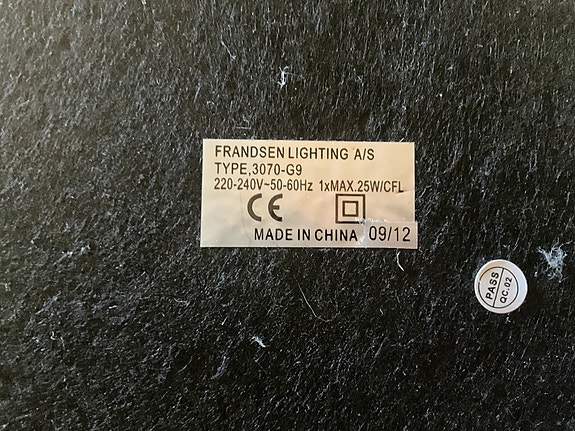 FRANDSEN LIGHTING A/S
TYPE,3070-G9
220-240V~50-60Hz 1xMAX.25W/CFL
CE
MADE IN CHINA 09/12
PASS
QC.02